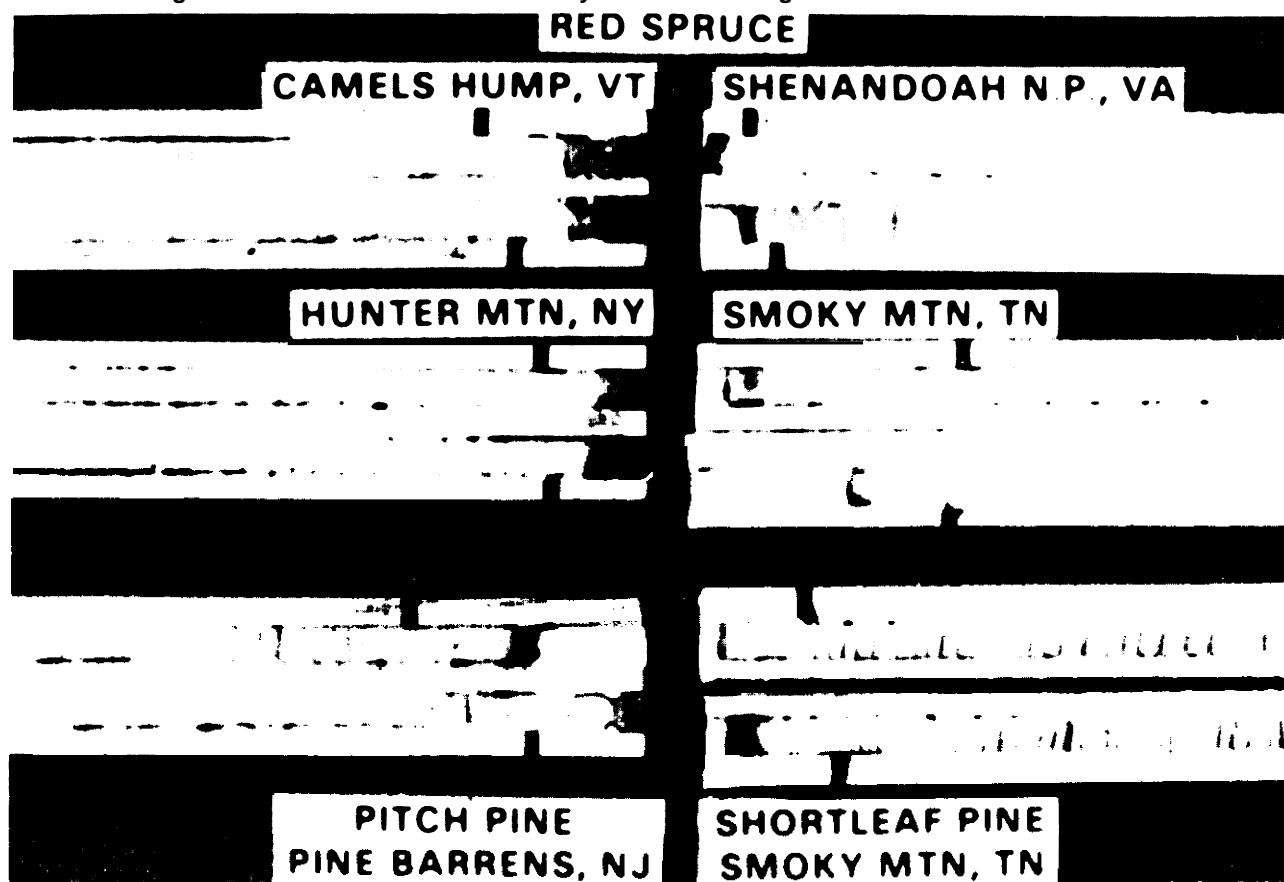 RED SPRUCE
CAMELS HUMP, VT
SHENANDOAH N.P., VA
HUNTER MTN, NY
SMOKY MTN, TN
PITCH PINE
PINE BARRENS, NJ
SHORTLEAF PINE
SMOKY MTN, TN